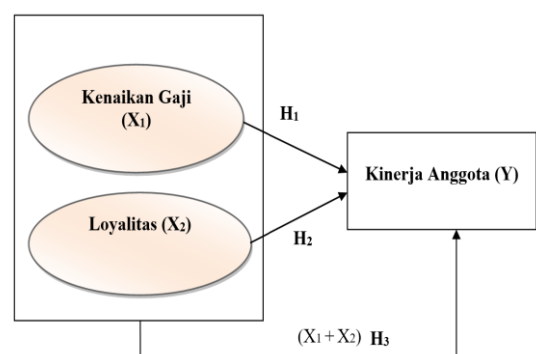 Kenaikan Gaji
(X₁)
H₁
Kinerja Anggota (Y)
Loyalitas (X₂)
H₂
(X₁ + X₂) H₃